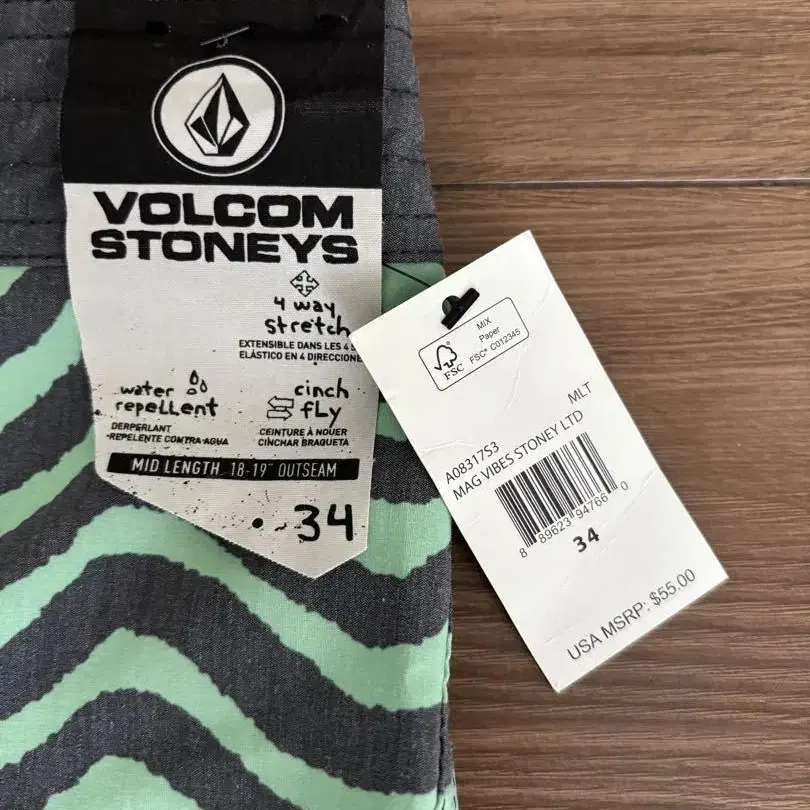 VOLCOM
STONEYS
4 way
stretch
EXTENSIBLE DANS LES 4 S
ELÁSTICO EN 4 DIRECCIONE
water
repellent
DEPERLANT
-REPELENTE CONTRA AGUA
cinch
fly
CEINTURE À NOUER
CINCHAR BRAGUETA
MID LENGTH 18-19" OUTSEAM
34
MIX
Paper
FSC® C012345
FSC
MLT
A0831753
MAG VIBES STONEY LTD
8 89623 94766 0
34
USA MSRP: $55.00